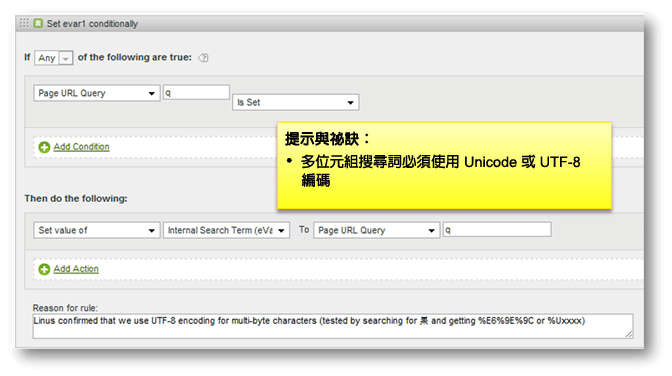 Set evar1 conditionally
If Any of the following are true:
Page URL Query q Is Set
提示與祕訣：
• 多位元組搜尋詞必須使用 Unicode 或 UTF-8
編碼
Add Condition
Then do the following:
Set value of Internal Search Term (eVa To Page URL Query q
Add Action
Reason for rule:
Linus confirmed that we use UTF-8 encoding for multi-byte characters (tested by searching for 果 and getting %E6%9E%9C or %Uxxxx)